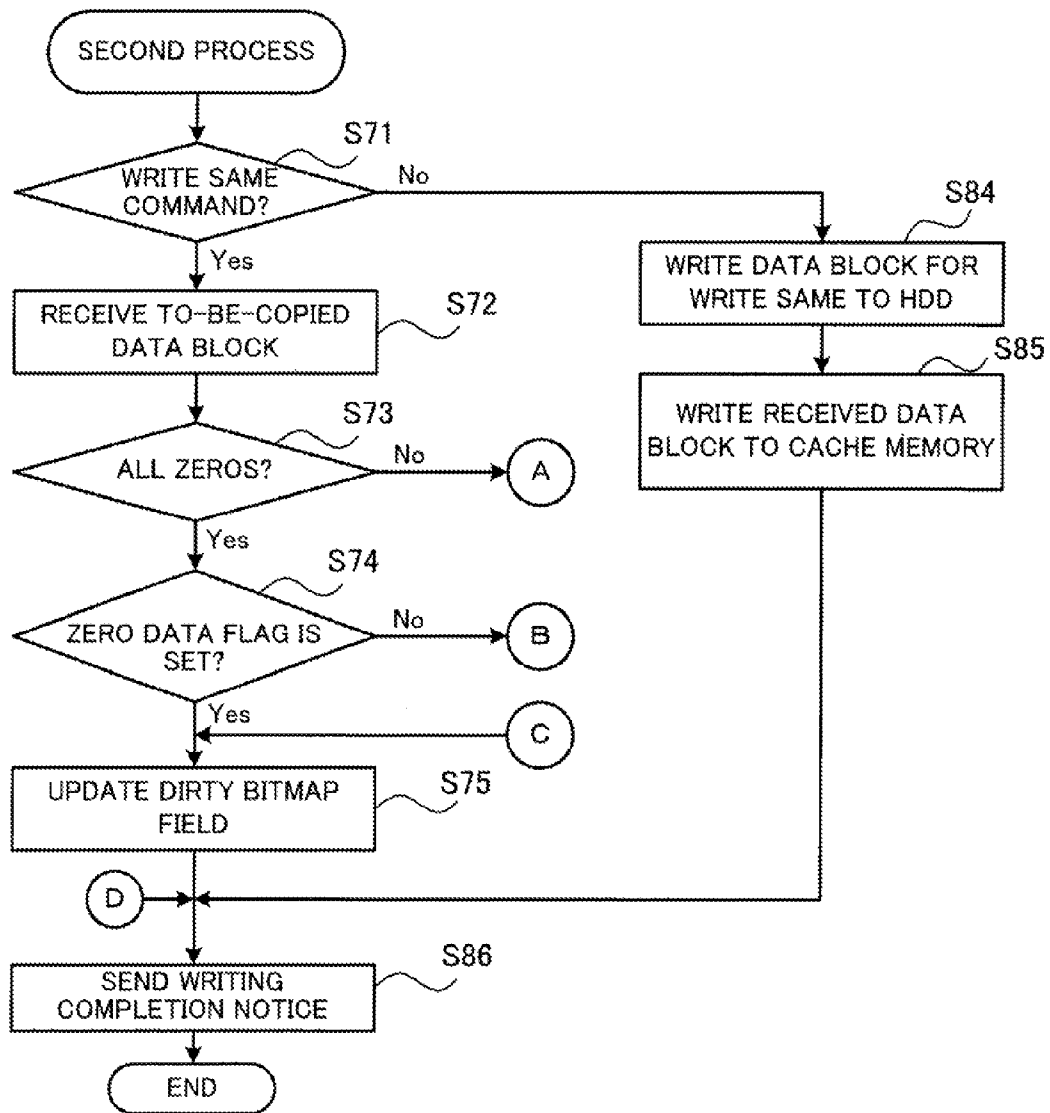 SECOND PROCESS
S71
WRITE SAME
COMMAND?
No
Yes
S84
WRITE DATA BLOCK FOR
WRITE SAME TO HDD
S72
RECEIVE TO-BE-COPIED
DATA BLOCK
S85
WRITE RECEIVED DATA
BLOCK TO CACHE MEMORY
S73
ALL ZEROS?
No
A
Yes
S74
ZERO DATA FLAG IS
SET?
No
B
Yes
C
S75
UPDATE DIRTY BITMAP
FIELD
D
S86
SEND WRITING
COMPLETION NOTICE
END